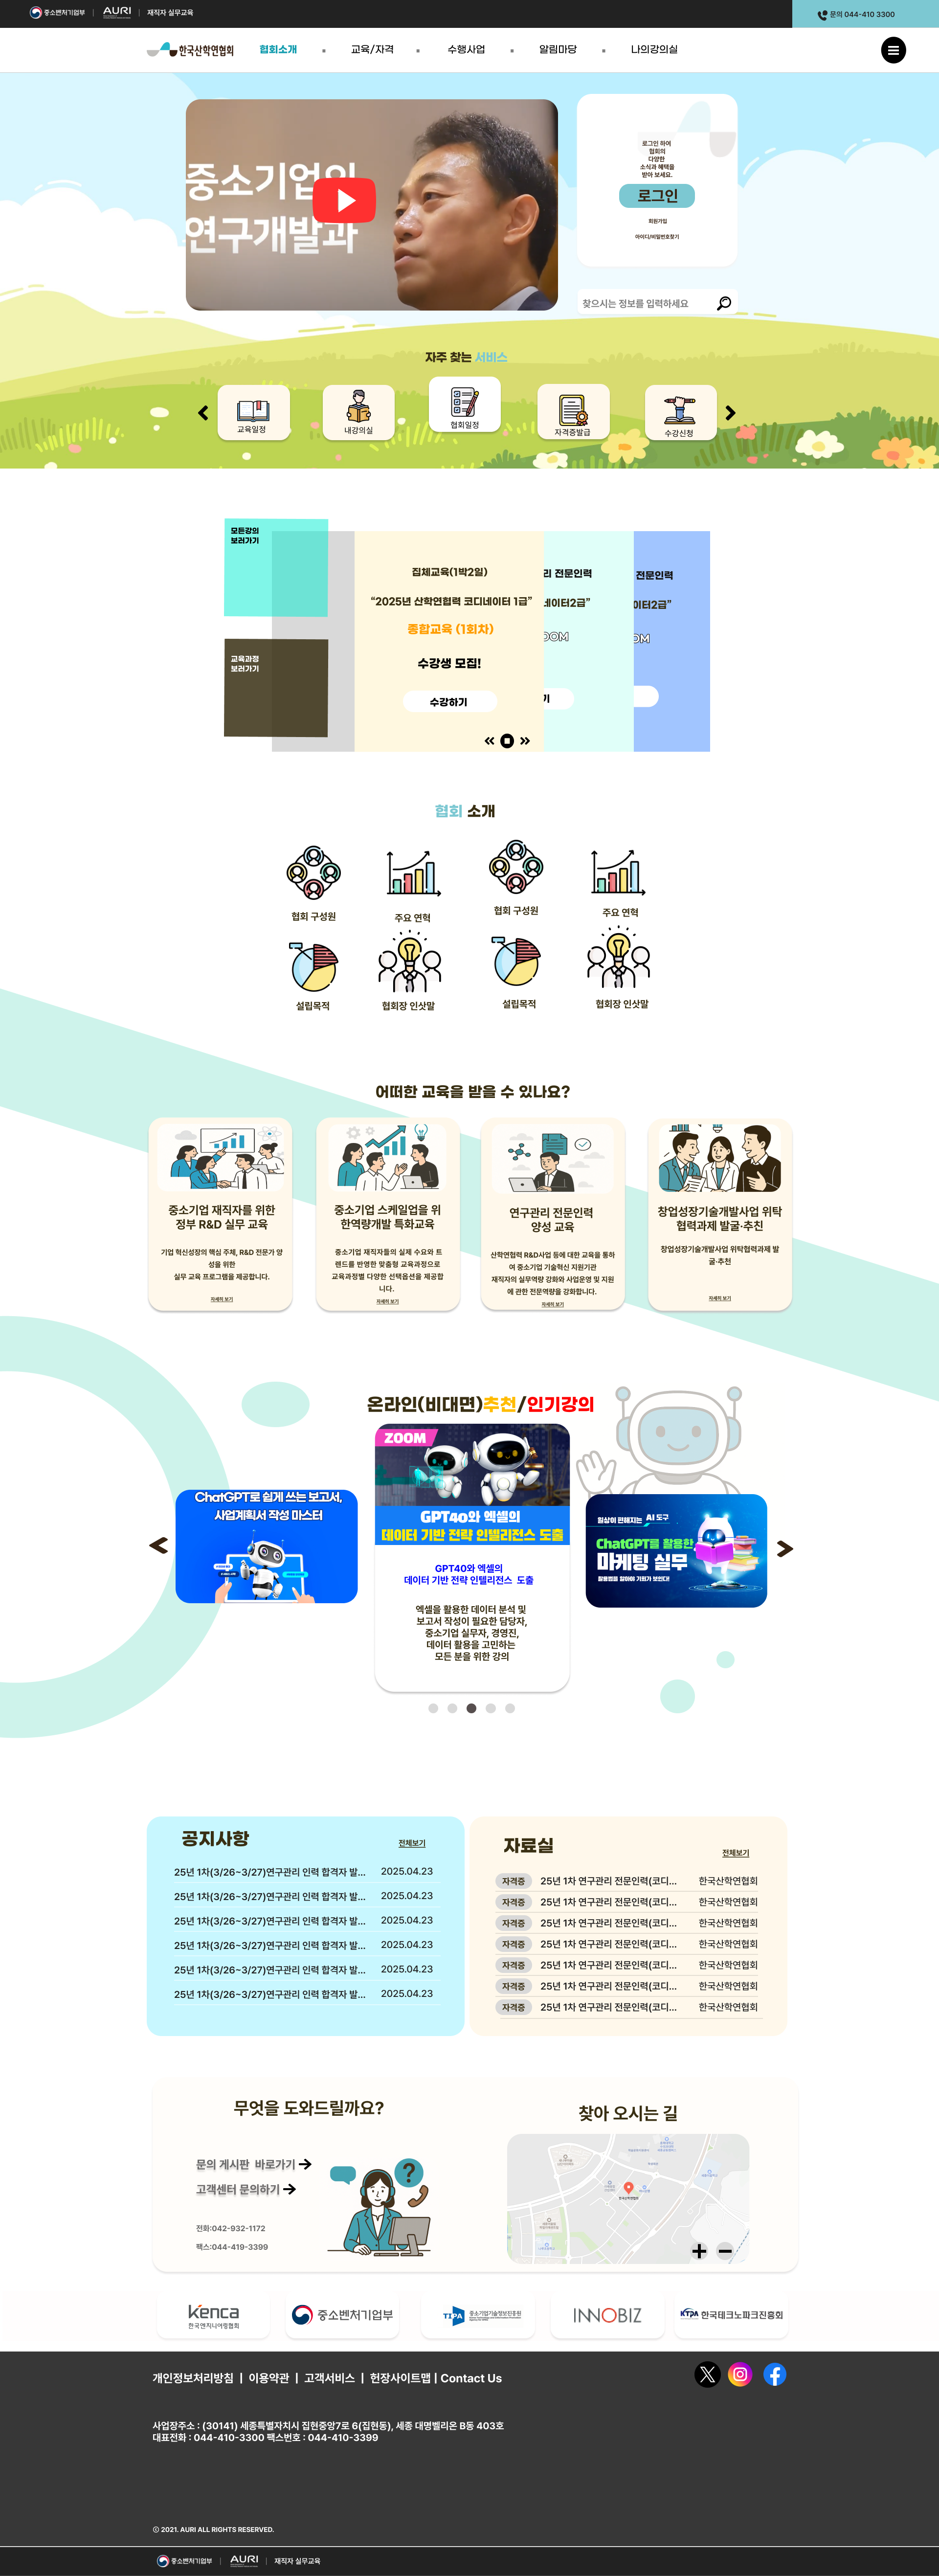 중소벤처기업부 | AURI | 재직자 실무교육
문의 044-410 3300
한국산학연협회
협회소개
교육/자격
수행사업
알림마당
나의강의실
중소기업의
연구개발과
로그인 하여
협회의
다양한
소식과 혜택을
받아 보세요.
로그인
회원가입
아이디/비밀번호찾기
찾으시는 정보를 입력하세요
자주 찾는 서비스
교육일정
내강의실
협회일정
자격증발급
수강신청
모든강의
보러가기
교육과정
보러가기
집체교육(1박2일)
“2025년 산학연협력 코디네이터 1급”
종합교육 (1회차)
수강생 모집!
수강하기
리 전문인력
네이터2급”
OOM
기
전문인력
이터2급”
OM
협회 소개
협회 구성원
주요 연혁
협회 구성원
주요 연혁
설립목적
협회장 인삿말
설립목적
협회장 인삿말
어떠한 교육을 받을 수 있나요?
중소기업 재직자를 위한
정부 R&D 실무 교육
기업 혁신성장의 핵심 주체, R&D 전문가 양
성을 위한
실무 교육 프로그램을 제공합니다.
자세히 보기
중소기업 스케일업을 위
한역량개발 특화교육
중소기업 재직자들의 실제 수요와 트
랜드를 반영한 맞춤형 교육과정으로
교육과정별 다양한 선택옵션을 제공합
니다.
자세히 보기
연구관리 전문인력
양성 교육
산학연협력 R&D사업 등에 대한 교육을 통하
여 중소기업 기술혁신 지원기관
재직자의 실무역량 강화와 사업운영 및 지원
에 관한 전문역량을 강화합니다.
자세히 보기
창업성장기술개발사업 위탁
협력과제 발굴·추친
창업성장기술개발사업 위탁협력과제 발
굴·추천
자세히 보기
온라인(비대면)추천/인기강의
ChatGPT로 쉽게 쓰는 보고서,
사업계획서 작성 마스터
ZOOM
GPT4o와 엑셀의
데이터 기반 전략 인텔리전스 도출
GPT40와 엑셀의
데이터 기반 전략 인텔리전스 도출
엑셀을 활용한 데이터 분석 및
보고서 작성이 필요한 담당자,
중소기업 실무자, 경영진,
데이터 활용을 고민하는
모든 분을 위한 강의
일상이 편해지는 AI 도구
ChatGPT를 활용한
마케팅 실무
활용법을 알아야 기회가 보인다!
공지사항
전체보기
25년 1차(3/26~3/27)연구관리 인력 합격자 발... 2025.04.23
25년 1차(3/26~3/27)연구관리 인력 합격자 발... 2025.04.23
25년 1차(3/26~3/27)연구관리 인력 합격자 발... 2025.04.23
25년 1차(3/26~3/27)연구관리 인력 합격자 발... 2025.04.23
25년 1차(3/26~3/27)연구관리 인력 합격자 발... 2025.04.23
25년 1차(3/26~3/27)연구관리 인력 합격자 발... 2025.04.23
자료실
전체보기
자격증 25년 1차 연구관리 전문인력(코디... 한국산학연협회
자격증 25년 1차 연구관리 전문인력(코디... 한국산학연협회
자격증 25년 1차 연구관리 전문인력(코디... 한국산학연협회
자격증 25년 1차 연구관리 전문인력(코디... 한국산학연협회
자격증 25년 1차 연구관리 전문인력(코디... 한국산학연협회
자격증 25년 1차 연구관리 전문인력(코디... 한국산학연협회
자격증 25년 1차 연구관리 전문인력(코디... 한국산학연협회
무엇을 도와드릴까요?
문의 게시판 바로가기
고객센터 문의하기
전화:042-932-1172
팩스:044-419-3399
찾아 오시는 길
한국산학연협회
kenca
한국엔지니어링협회
중소벤처기업부
TIPA 중소기업기술정보진흥원
INNOBIZ
KTPA 한국테크노파크진흥회
개인정보처리방침 | 이용약관 | 고객서비스 | 헌장사이트맵 | Contact Us
사업장주소 : (30141) 세종특별자치시 집현중앙7로 6(집현동), 세종 대명벨리온 B동 403호
대표전화 : 044-410-3300 팩스번호 : 044-410-3399
© 2021. AURI ALL RIGHTS RESERVED.
중소벤처기업부 | AURI | 재직자 실무교육